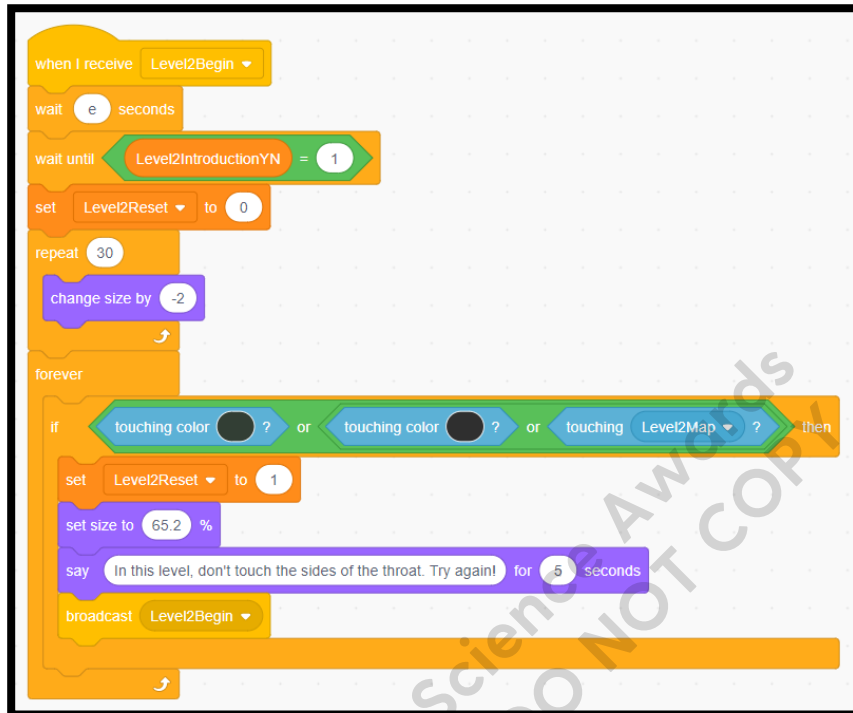 when I receive Level2Begin
wait e seconds
wait until Level2IntroductionYN = 1
set Level2Reset to 0
repeat 30
change size by -2
forever
if touching color ? or touching color ? or touching Level2Map ? then
set Level2Reset to 1
set size to 65.2 %
say In this level, don't touch the sides of the throat. Try again! for 5 seconds
broadcast Level2Begin
Science Awards
DO NOT COPY